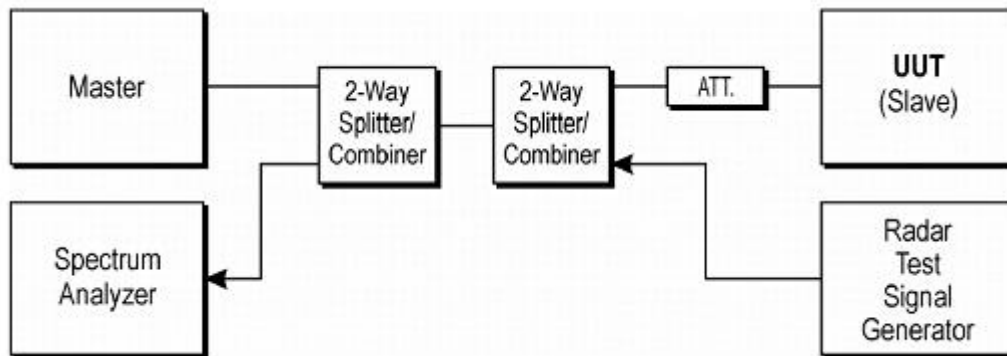 Master
2-Way
Splitter/
Combiner
2-Way
Splitter/
Combiner
ATT.
UUT
(Slave)
Spectrum
Analyzer
Radar
Test
Signal
Generator